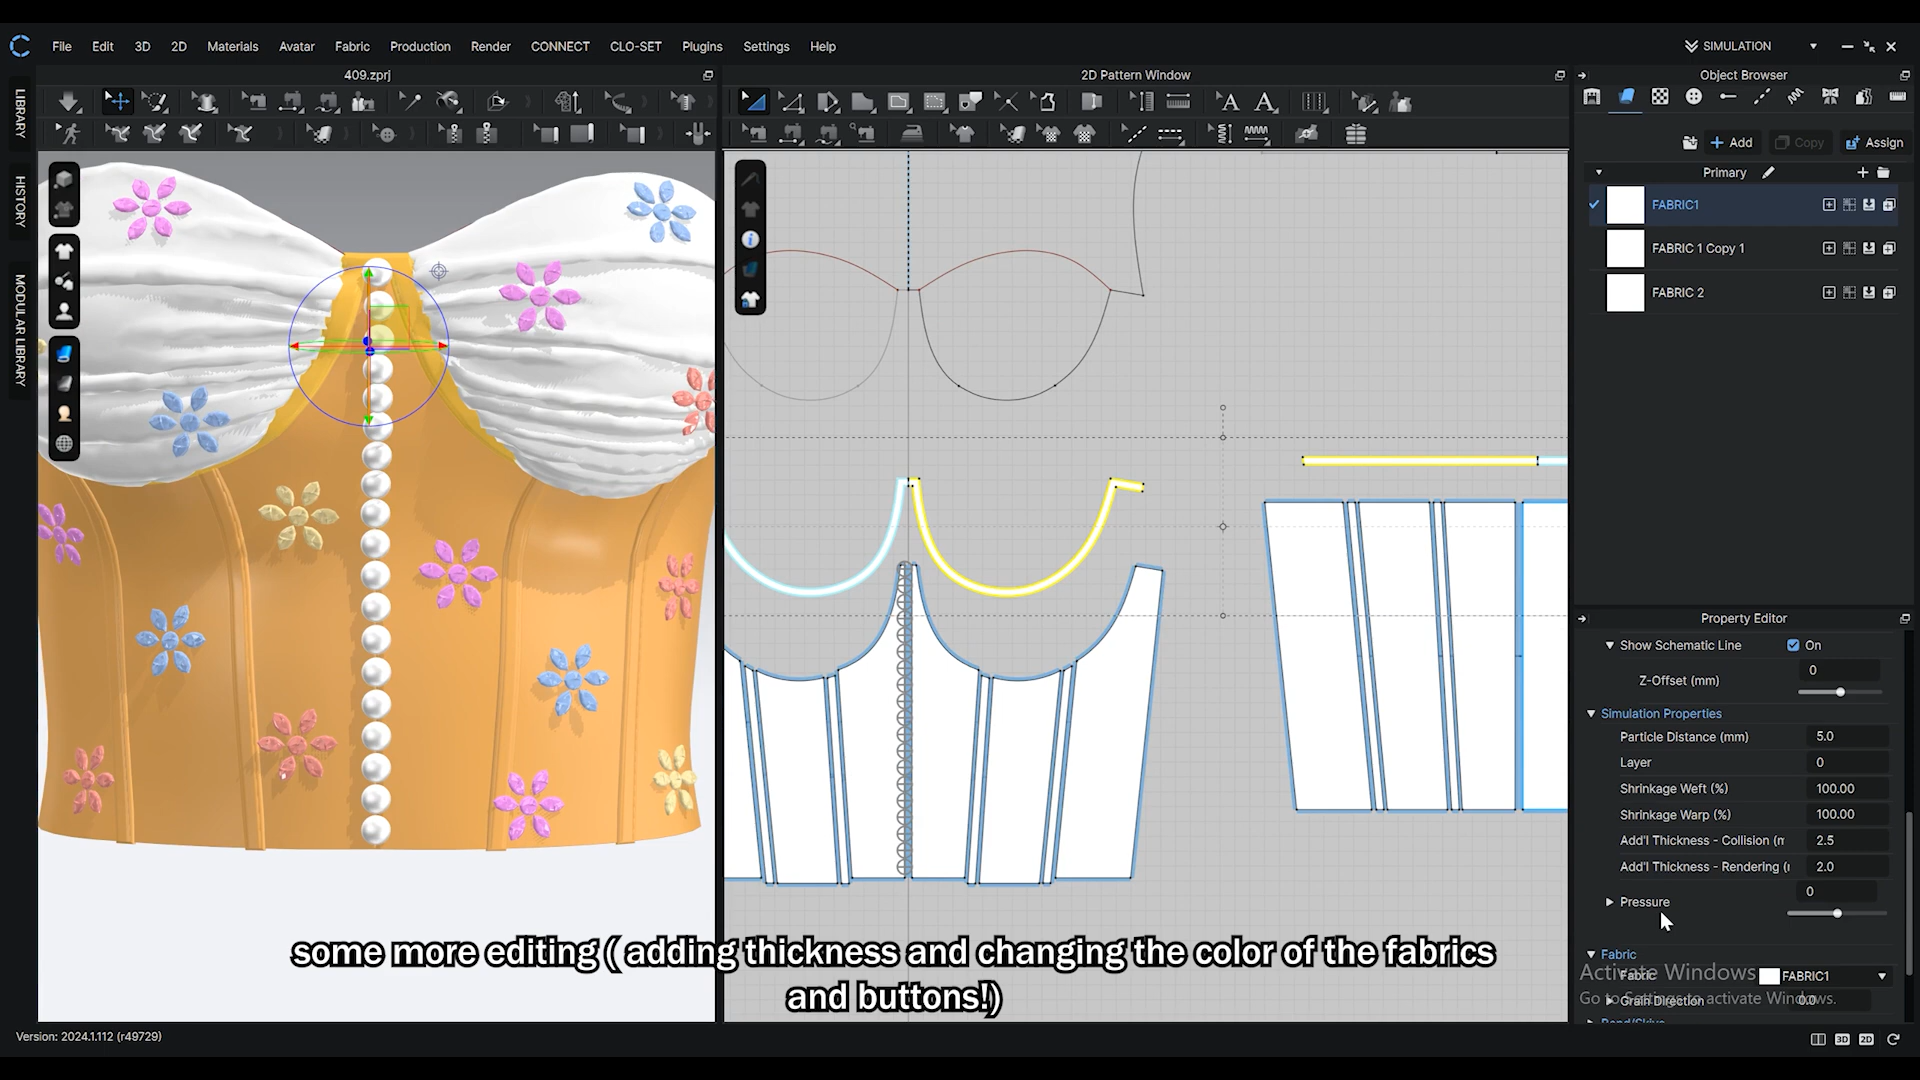 File Edit 3D 2D Materials Avatar Fabric Production Render CONNECT CLO-SET Plugins Settings Help SIMULATION
409.zprj
2D Pattern Window
Object Browser
LIBRARY
HISTORY
MODULAR LIBRARY
Add Copy Assign
Primary
FABRIC1
FABRIC 1 Copy 1
FABRIC 2
Property Editor
Show Schematic Line On
0
Z-Offset (mm)
Simulation Properties
Particle Distance (mm) 5.0
Layer 0
Shrinkage Weft (%) 100.00
Shrinkage Warp (%) 100.00
Add'l Thickness - Collision (m 2.5
Add'l Thickness - Rendering ( 2.0
0
Pressure
Fabric
Fabric FABRIC1
Grain Direction 0.0
Activate Windows
Go to Settings to activate Windows.
some more editing ( adding thickness and changing the color of the fabrics
and buttons!)
Version: 2024.1.112 (r49729)
3D 2D